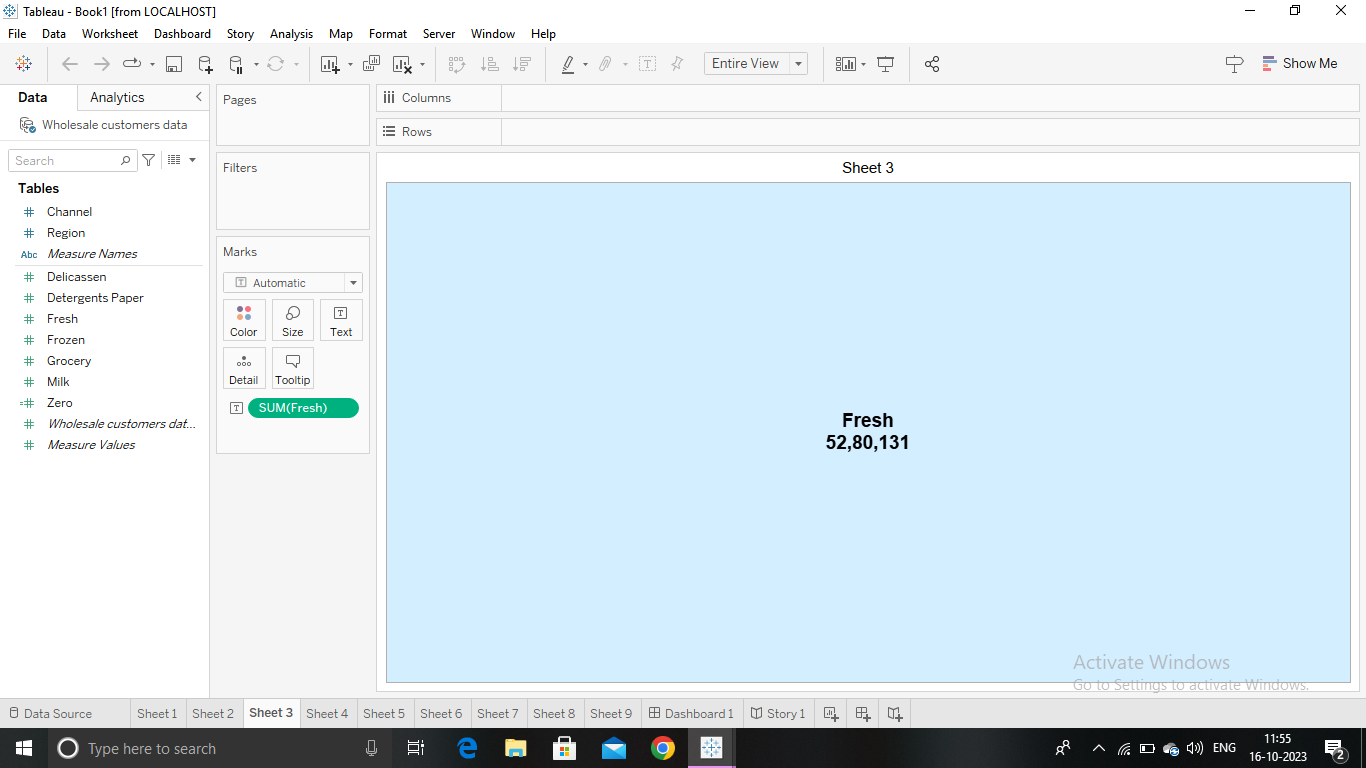 Tableau - Book1 [from LOCALHOST]
File Data Worksheet Dashboard Story Analysis Map Format Server Window Help
Entire View
Show Me
Data Analytics
Wholesale customers data
Search
Tables
Channel
Region
Abc Measure Names
Delicassen
Detergents Paper
Fresh
Frozen
Grocery
Milk
Zero
Wholesale customers dat...
Measure Values
Pages
Filters
Marks
T Automatic
Color Size T Text
Detail Tooltip
T SUM(Fresh)
Columns
Rows
Sheet 3
Fresh
52,80,131
Activate Windows
Go to Settings to activate Windows.
Data Source Sheet 1 Sheet 2 Sheet 3 Sheet 4 Sheet 5 Sheet 6 Sheet 7 Sheet 8 Sheet 9 Dashboard 1 Story 1
Type here to search
ENG
11:55
16-10-2023
2